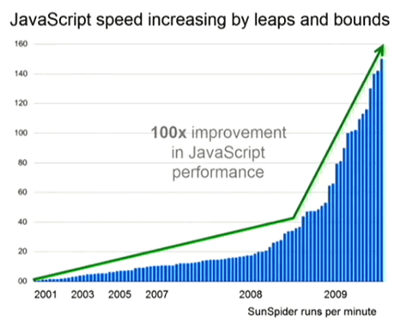 JavaScript speed increasing by leaps and bounds
160
140
120
100
80
60
40
20
00
100x improvement
in JavaScript
performance
2001 2003 2005 2007 2008 2009
SunSpider runs per minute